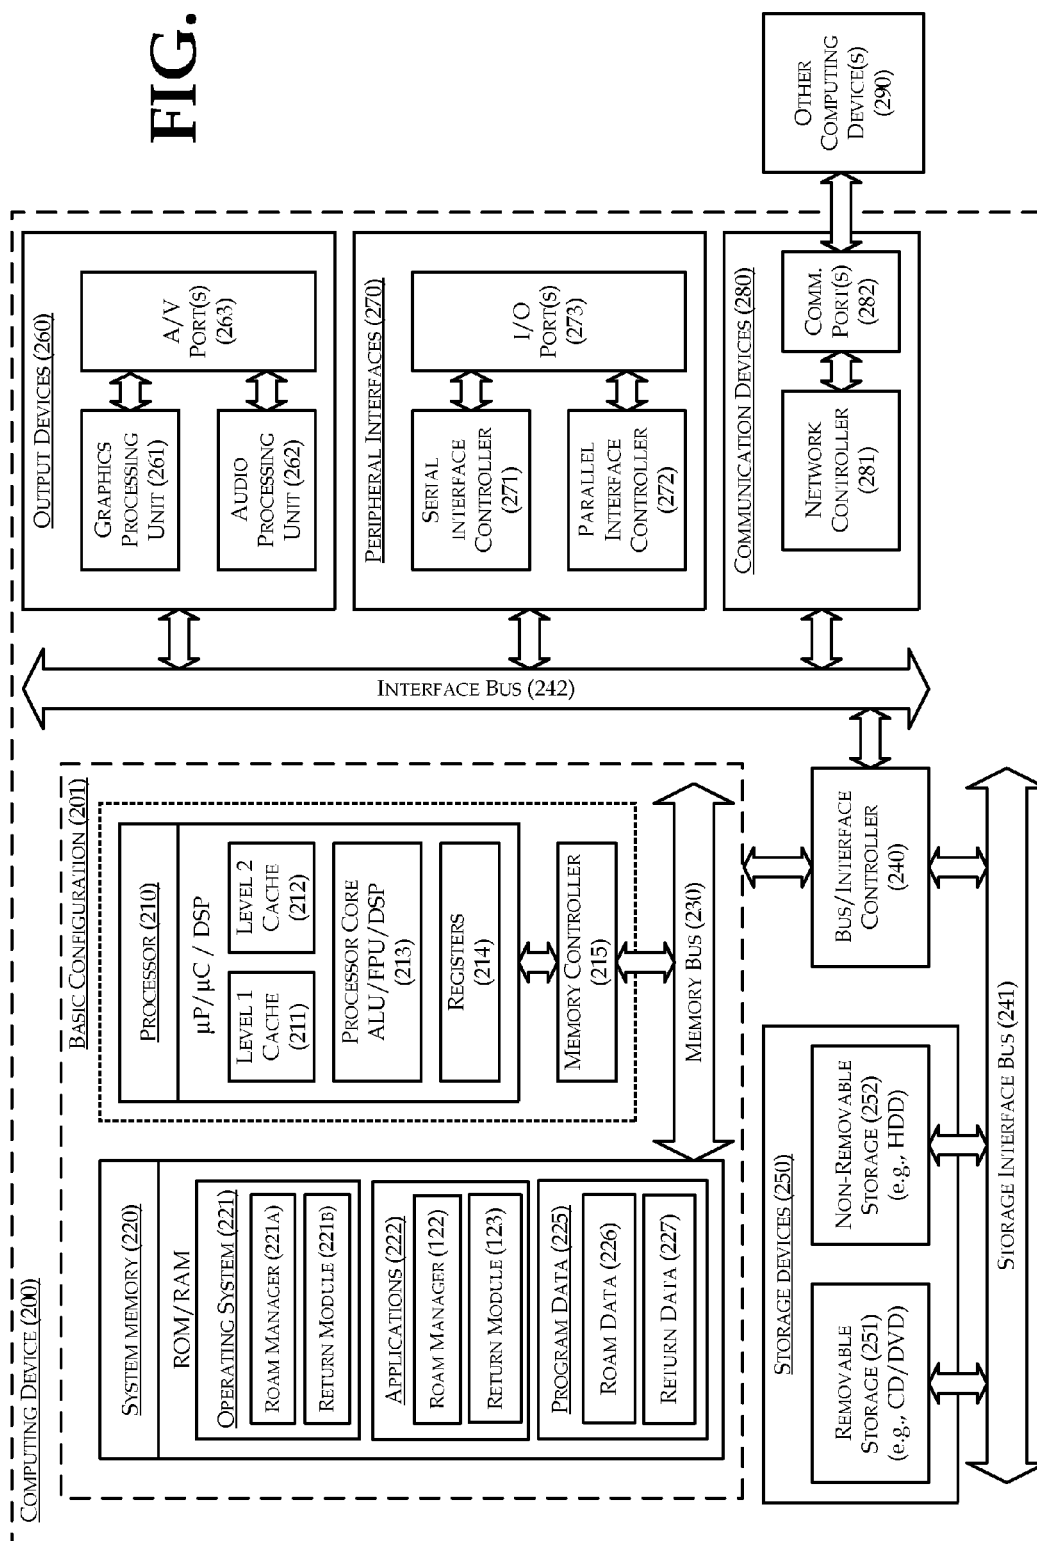 FIG.
COMPUTING DEVICE (200)
BASIC CONFIGURATION (201)
SYSTEM MEMORY (220)
ROM/RAM
OPERATING SYSTEM (221)
ROAM MANAGER (221A)
RETURN MODULE (221B)
APPLICATIONS (222)
ROAM MANAGER (122)
RETURN MODULE (123)
PROGRAM DATA (225)
ROAM DATA (226)
RETURN DATA (227)
PROCESSOR (210)
µP/µC / DSP
LEVEL 1
CACHE
(211)
LEVEL 2
CACHE
(212)
PROCESSOR CORE
ALU/FPU/DSP
(213)
REGISTERS
(214)
MEMORY CONTROLLER
(215)
MEMORY BUS (230)
OUTPUT DEVICES (260)
GRAPHICS
PROCESSING
UNIT (261)
AUDIO
PROCESSING
UNIT (262)
A/V
PORT(S)
(263)
PERIPHERAL INTERFACES (270)
SERIAL
INTERFACE
CONTROLLER
(271)
PARALLEL
INTERFACE
CONTROLLER
(272)
I/O
PORT(S)
(273)
COMMUNICATION DEVICES (280)
NETWORK
CONTROLLER
(281)
COMM.
PORT(S)
(282)
OTHER
COMPUTING
DEVICE(S)
(290)
INTERFACE BUS (242)
BUS/INTERFACE
CONTROLLER
(240)
STORAGE DEVICES (250)
REMOVABLE
STORAGE (251)
(e.g., CD/DVD)
NON-REMOVABLE
STORAGE (252)
(e.g., HDD)
STORAGE INTERFACE BUS (241)